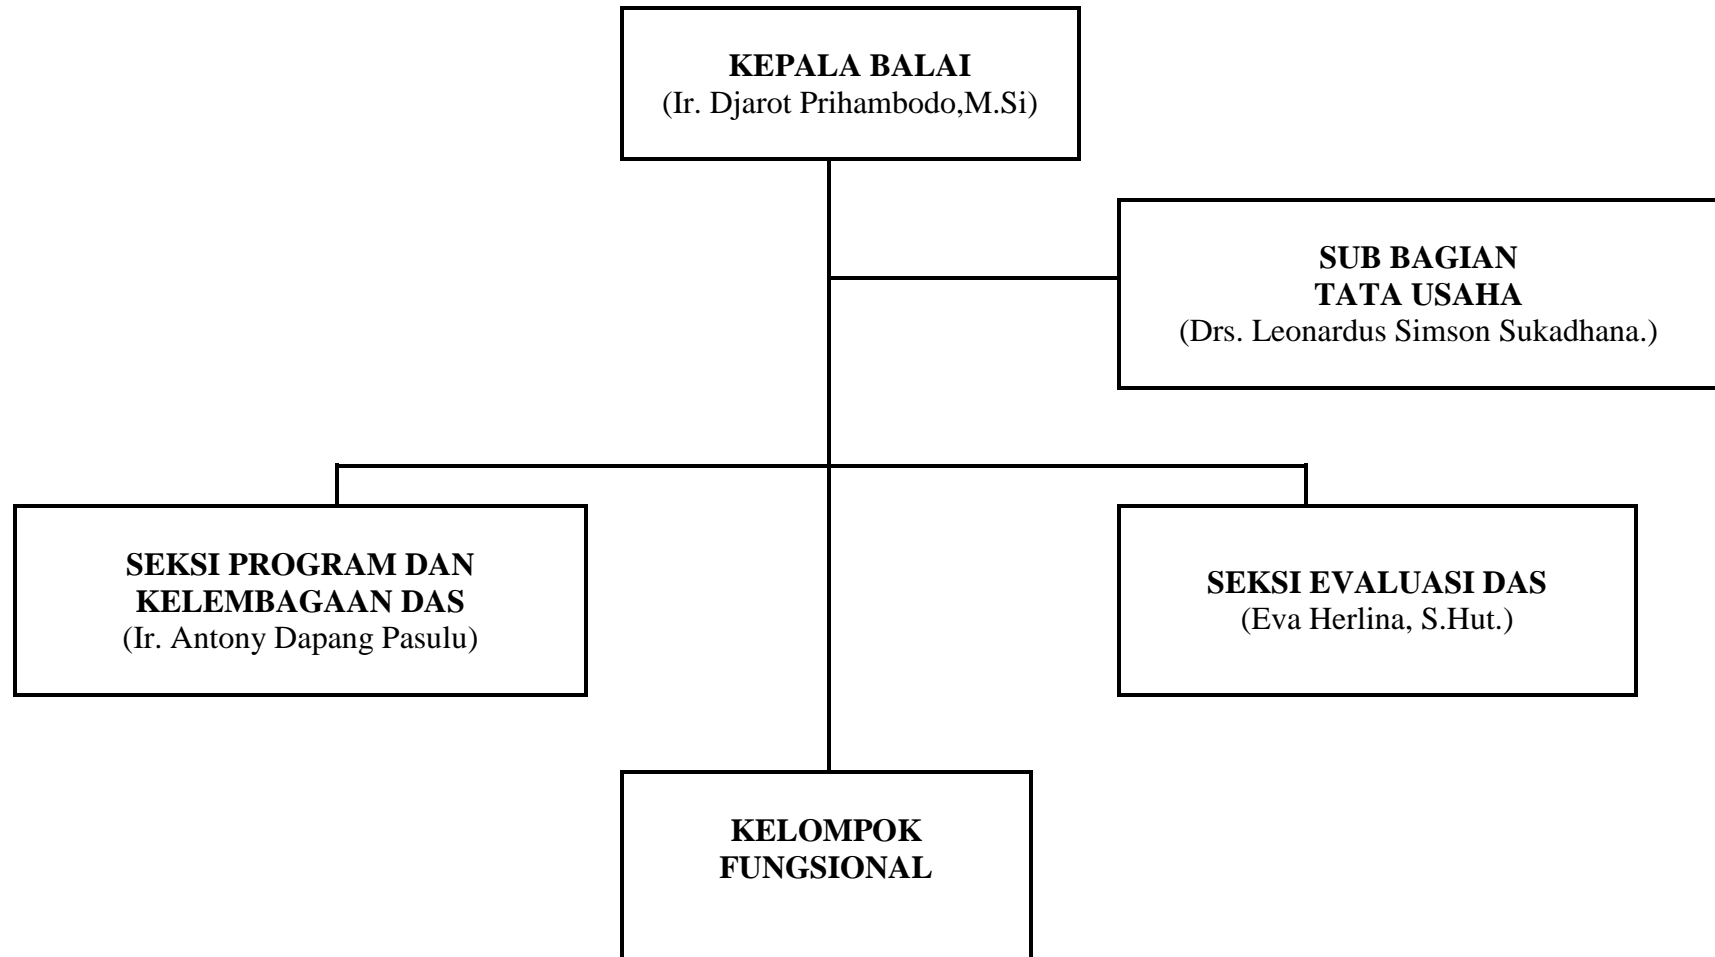 KEPALA BALAI
(Ir. Djarot Prihambodo,M.Si)
SUB BAGIAN
TATA USAHA
(Drs. Leonardus Simson Sukadhana.)
SEKSI PROGRAM DAN
KELEMBAGAAN DAS
(Ir. Antony Dapang Pasulu)
SEKSI EVALUASI DAS
(Eva Herlina, S.Hut.)
KELOMPOK
FUNGSIONAL